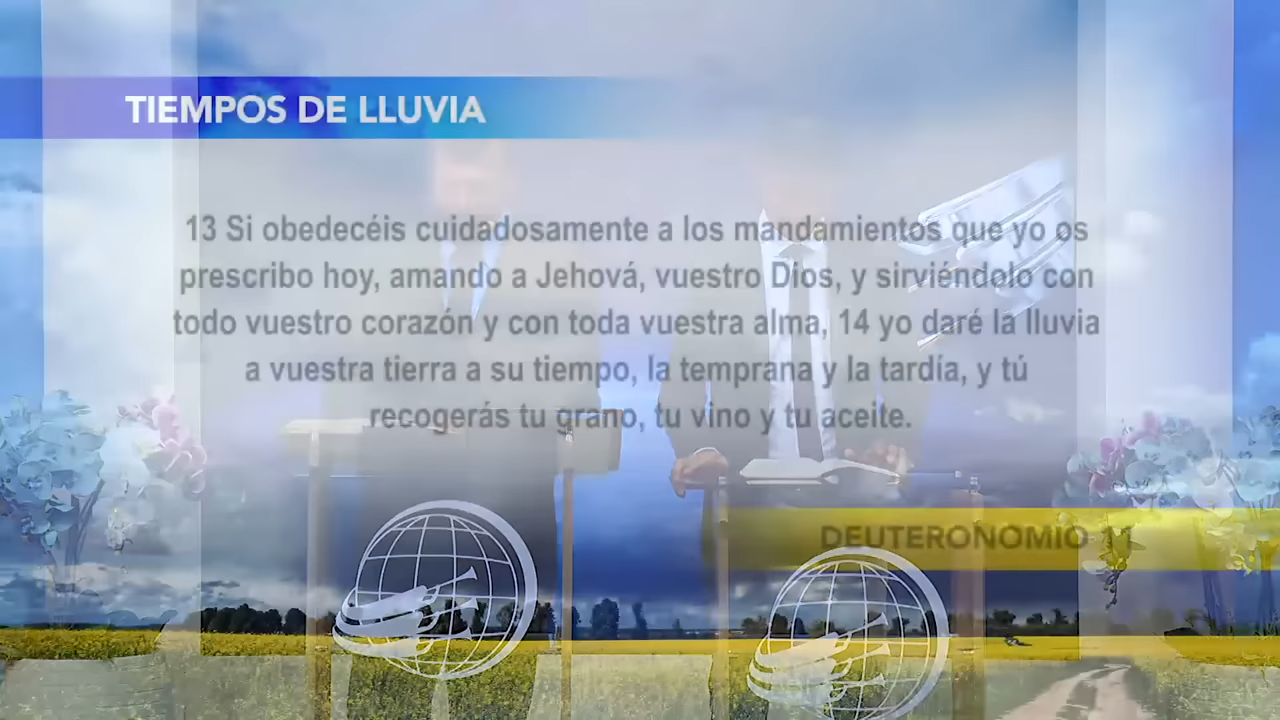 TIEMPOS DE LLUVIA
13 Si obedecéis cuidadosamente a los mandamientos que yo os
prescribo hoy, amando a Jehová, vuestro Dios, y sirviéndolo con
todo vuestro corazón y con toda vuestra alma, 14 yo daré la lluvia
a vuestra tierra a su tiempo, la temprana y la tardía, y tú
recogerás tu grano, tu vino y tu aceite.
DEUTERONOMIO